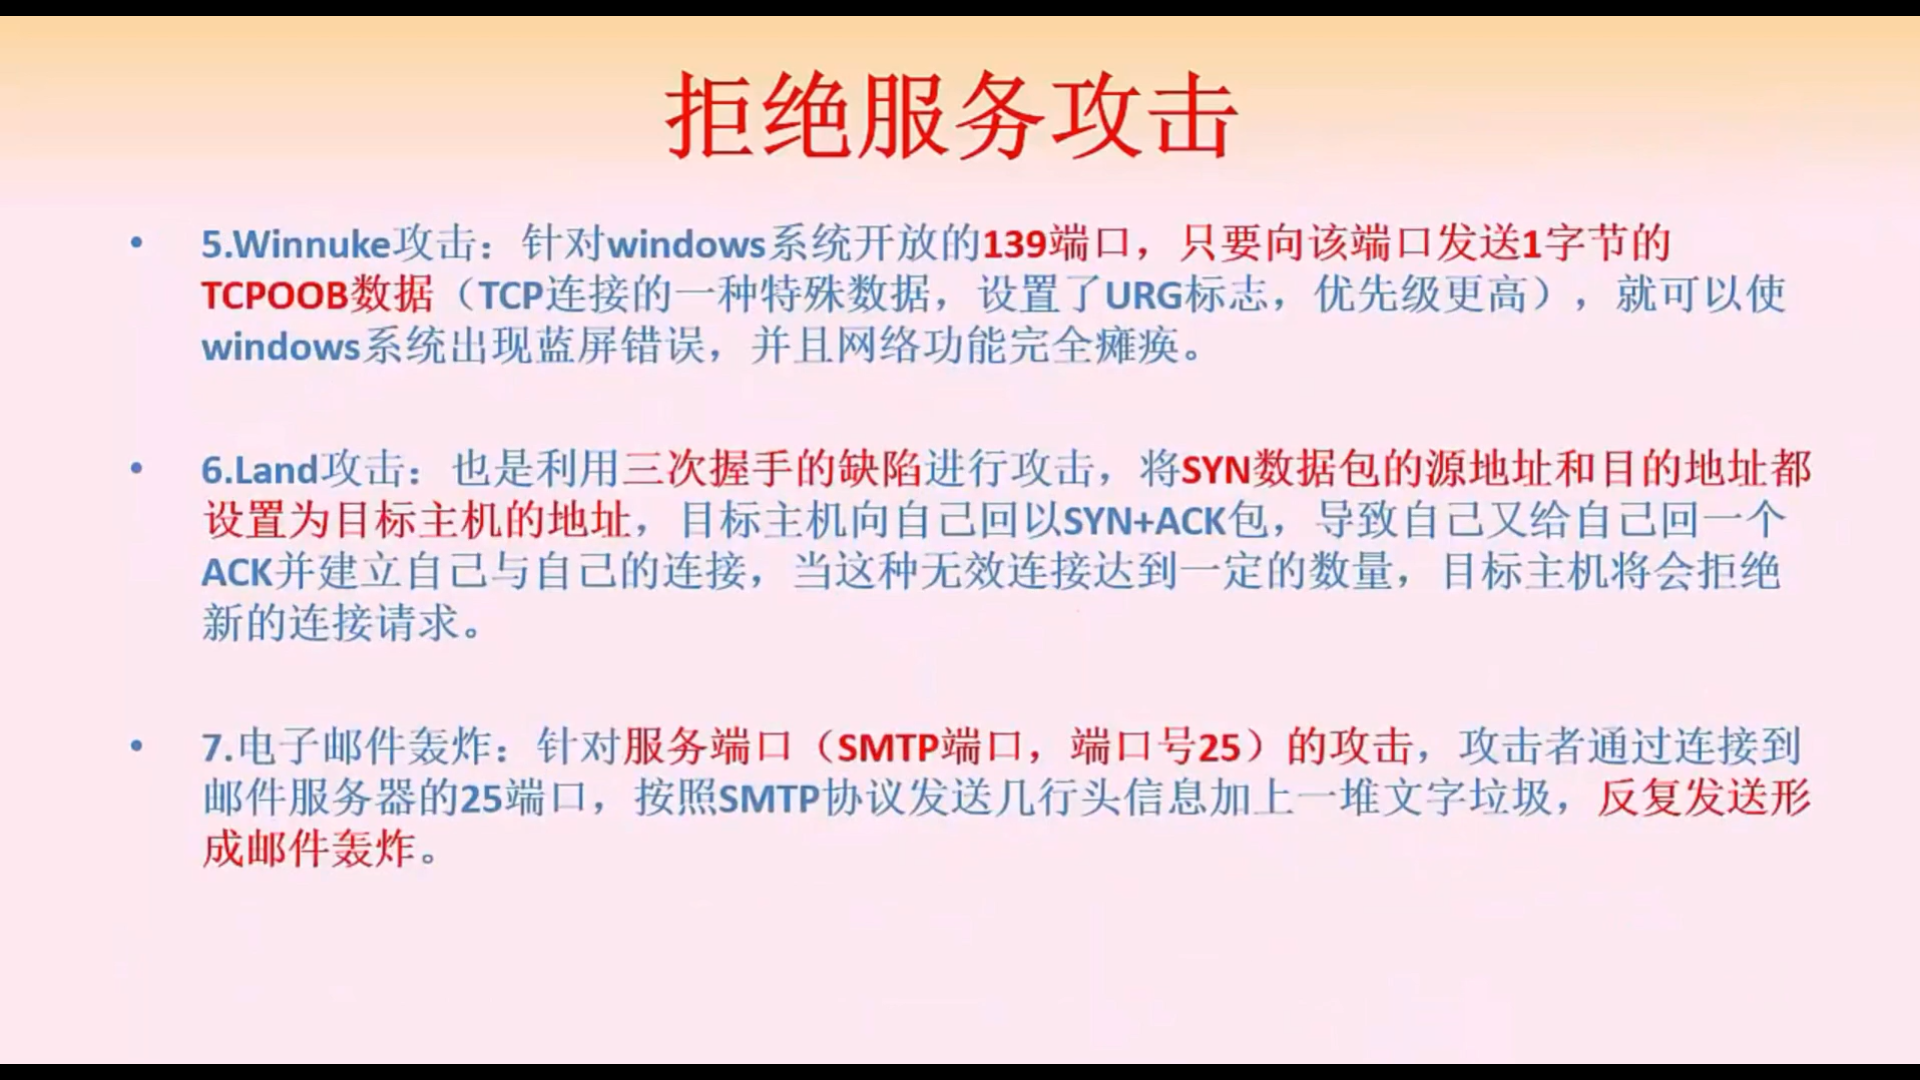 拒绝服务攻击
• 5.Winnuke攻击：针对windows系统开放的139端口，只要向该端口发送1字节的
TCPOOB数据（TCP连接的一种特殊数据，设置了URG标志，优先级更高），就可以使
windows系统出现蓝屏错误，并且网络功能完全瘫痪。
• 6.Land攻击：也是利用三次握手的缺陷进行攻击，将SYN数据包的源地址和目的地址都
设置为目标主机的地址，目标主机向自己回以SYN+ACK包，导致自己又给自己回一个
ACK并建立自己与自己的连接，当这种无效连接达到一定的数量，目标主机将会拒绝
新的连接请求。
• 7.电子邮件轰炸：针对服务端口（SMTP端口，端口号25）的攻击，攻击者通过连接到
邮件服务器的25端口，按照SMTP协议发送几行头信息加上一堆文字垃圾，反复发送形
成邮件轰炸。